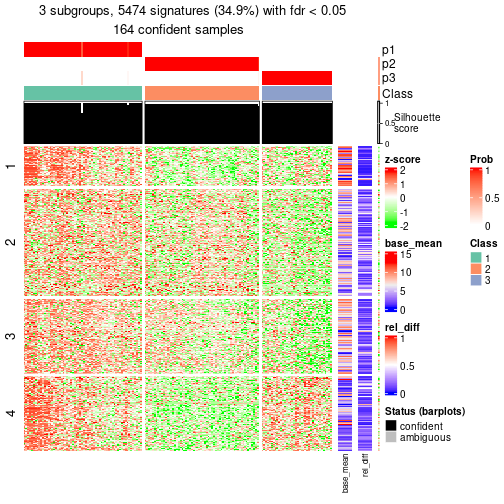 3 subgroups, 5474 signatures (34.9%) with fdr < 0.05
164 confident samples
p1
p2
p3
Class
1
0.5
0
Silhouette
score
1
2
3
4
base_mean
rel_diff
z-score
2
1
0
-1
-2
base_mean
15
10
5
0
rel_diff
1
0.5
0
Status (barplots)
confident
ambiguous
Prob
1
0.5
0
Class
1
2
3